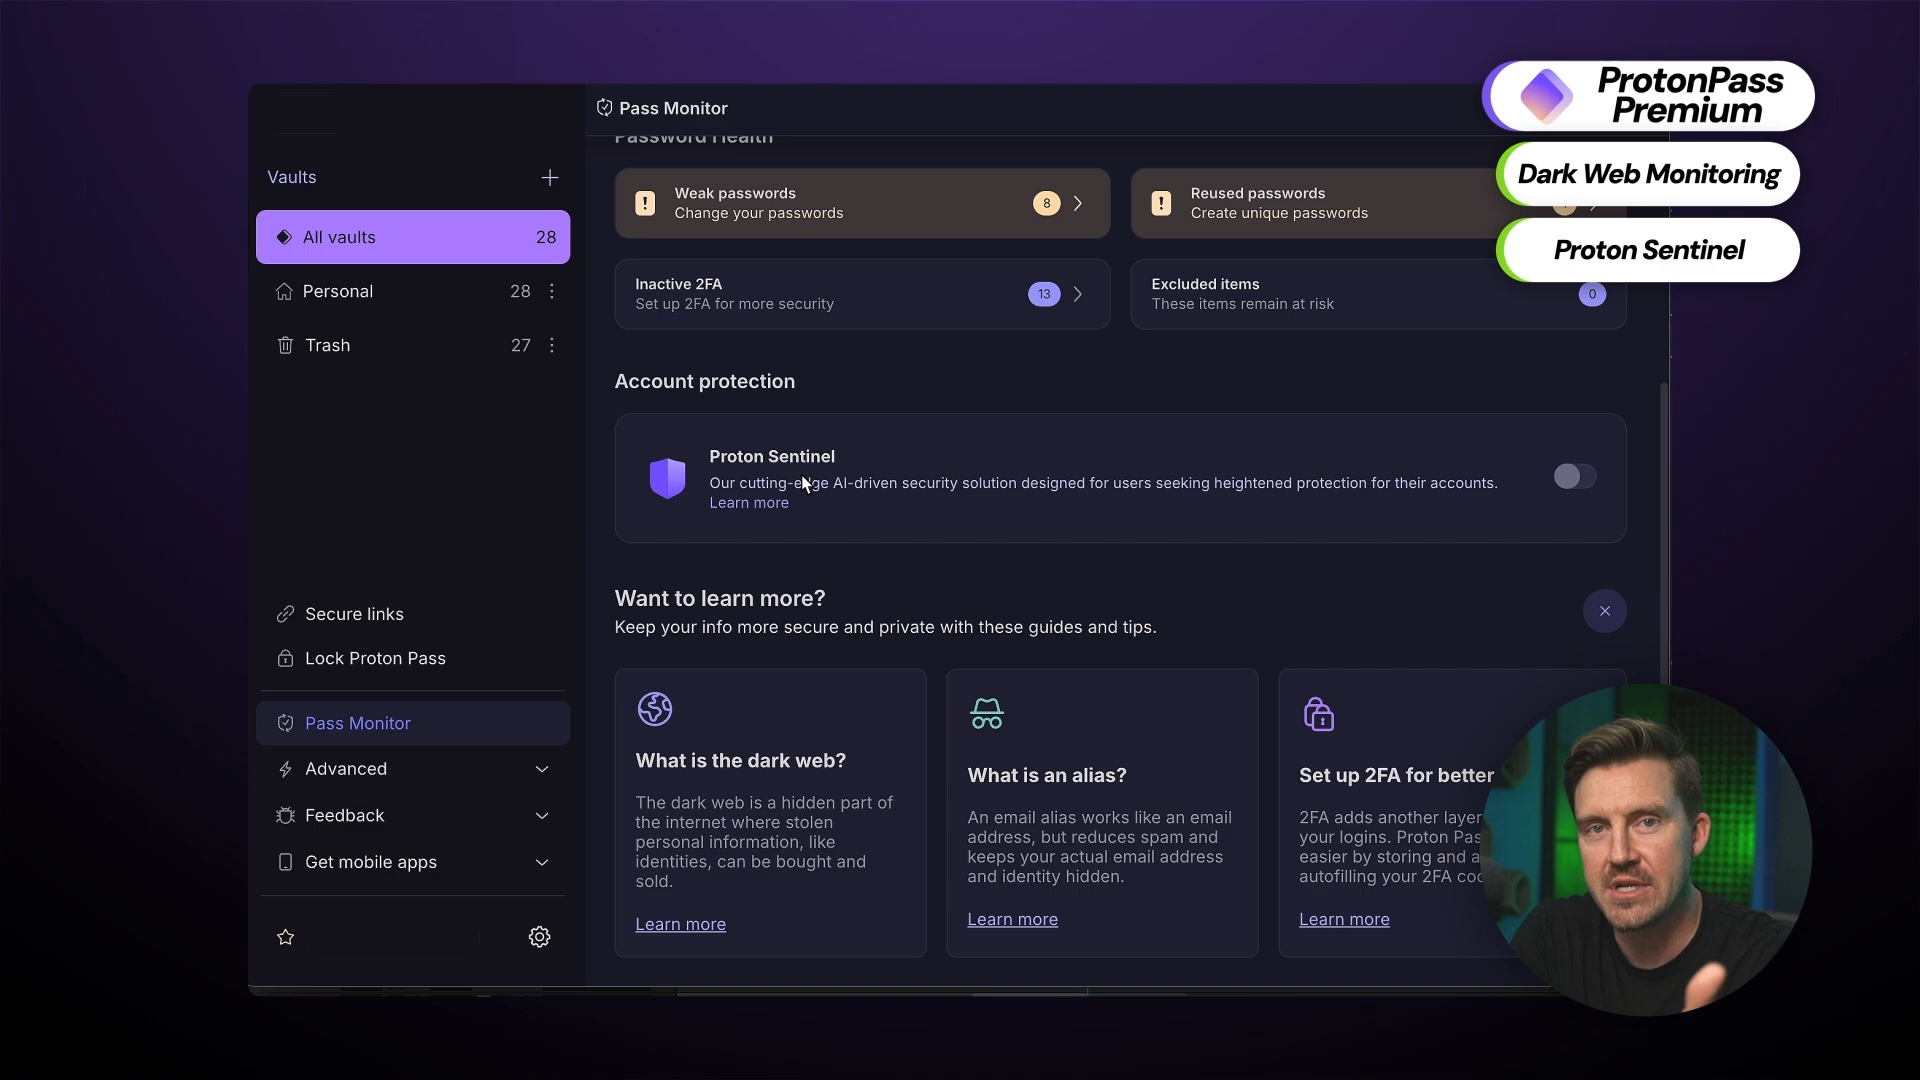 Pass Monitor
ProtonPass
Premium
Dark Web Monitoring
Proton Sentinel
Vaults
All vaults 28
Personal 28
Trash 27
Secure links
Lock Proton Pass
Pass Monitor
Advanced
Feedback
Get mobile apps
Password Health
Weak passwords
Change your passwords
8
Reused passwords
Create unique passwords
Inactive 2FA
Set up 2FA for more security
13
Excluded items
These items remain at risk
0
Account protection
Proton Sentinel
Our cutting-edge AI-driven security solution designed for users seeking heightened protection for their accounts.
Learn more
Want to learn more?
Keep your info more secure and private with these guides and tips.
What is the dark web?
The dark web is a hidden part of
the internet where stolen
personal information, like
identities, can be bought and
sold.
Learn more
What is an alias?
An email alias works like an email
address, but reduces spam and
keeps your actual email address
and identity hidden.
Learn more
Set up 2FA for better
2FA adds another layer
your logins. Proton
easier by storing and
autofilling your 2FA
Learn more